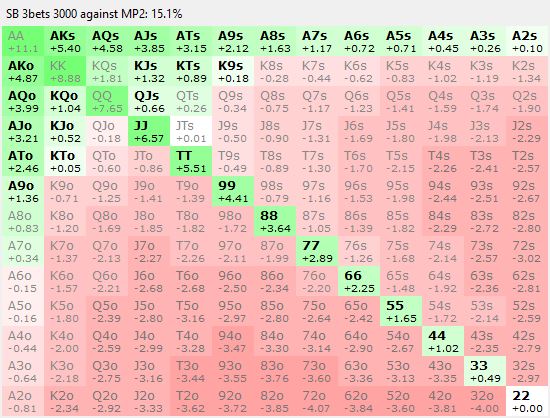 SB 3bets 3000 against MP2: 15.1%
AA AKs AQs AJs ATs A9s A8s A7s A6s A5s A4s A3s A2s
+11.1 +5.40 +4.58 +3.85 +3.15 +2.12 +1.63 +1.17 +0.72 +0.71 +0.45 +0.26 +0.10
AKo KK KQs KJs KTs K9s K8s K7s K6s K5s K4s K3s K2s
+4.87 +8.88 +1.81 +1.32 +0.89 +0.18 -0.28 -0.44 -0.62 -0.83 -1.02 -1.19 -1.34
AQo KQo QQ QJs QTs Q9s Q8s Q7s Q6s Q5s Q4s Q3s Q2s
+3.99 +1.04 +7.65 +0.66 +0.26 -0.34 -0.75 -1.17 -1.23 -1.41 -1.59 -1.74 -1.90
AJo KJo QJo JJ JTs J9s J8s J7s J6s J5s J4s J3s J2s
+3.21 +0.52 -0.18 +6.57 +0.01 -0.50 -0.90 -1.31 -1.69 -1.80 -1.98 -2.13 -2.29
ATo KTo QTo JTo TT T9s T8s T7s T6s T5s T4s T3s T2s
+2.46 +0.05 -0.60 -0.86 +5.51 -0.49 -0.89 -1.30 -1.70 -2.15 -2.26 -2.41 -2.57
A9o K9o Q9o J9o T9o 99 98s 97s 96s 95s 94s 93s 92s
+1.36 -0.71 -1.25 -1.41 -1.39 +4.51 -0.79 -1.16 -1.53 -1.98 -2.44 -2.51 -2.67
A8o K8o Q8o J8o T8o 98o 88 87s 86s 85s 84s 83s 82s
+0.83 -1.20 -1.69 -1.85 -1.82 -1.72 +3.64 -1.05 -1.39 -1.82 -2.29 -2.72 -2.80
A7o K7o Q7o J7o T7o 97o 87o 77 76s 75s 74s 73s 72s
+0.34 -1.37 -2.13 -2.27 -2.26 -2.11 -1.99 +2.89 -1.26 -1.68 -2.14 -2.57 -3.02
A6o K6o Q6o J6o T6o 96o 86o 76o 66 65s 64s 63s 62s
-0.15 -1.57 -2.21 -2.68 -2.68 -2.50 -2.34 -2.20 +2.25 -1.48 -1.92 -2.36 -2.81
A5o K5o Q5o J5o T5o 95o 85o 75o 65o 55 54s 53s 52s
-0.16 -1.80 -2.39 -2.80 -3.16 -2.97 -2.80 -2.64 -2.42 +1.65 -1.72 -2.14 -2.59
A4o K4o Q4o J4o T4o 94o 84o 74o 64o 54o 44 43s 42s
-0.44 -2.00 -2.59 -2.99 -3.28 -3.47 -3.30 -3.14 -2.90 -2.67 +1.02 -2.35 -2.79
A3o K3o Q3o J3o T3o 93o 83o 73o 63o 53o 43o 33 32s
-0.64 -2.18 -2.75 -3.16 -3.44 -3.55 -3.76 -3.60 -3.36 -3.13 -3.35 +0.49 -2.97
A2o K2o Q2o J2o T2o 92o 82o 72o 62o 52o 42o 32o 22
-0.81 -2.34 -2.92 -3.33 -3.62 -3.72 -3.85 -4.07 -3.84 -3.60 -3.81 -4.00 +0.00